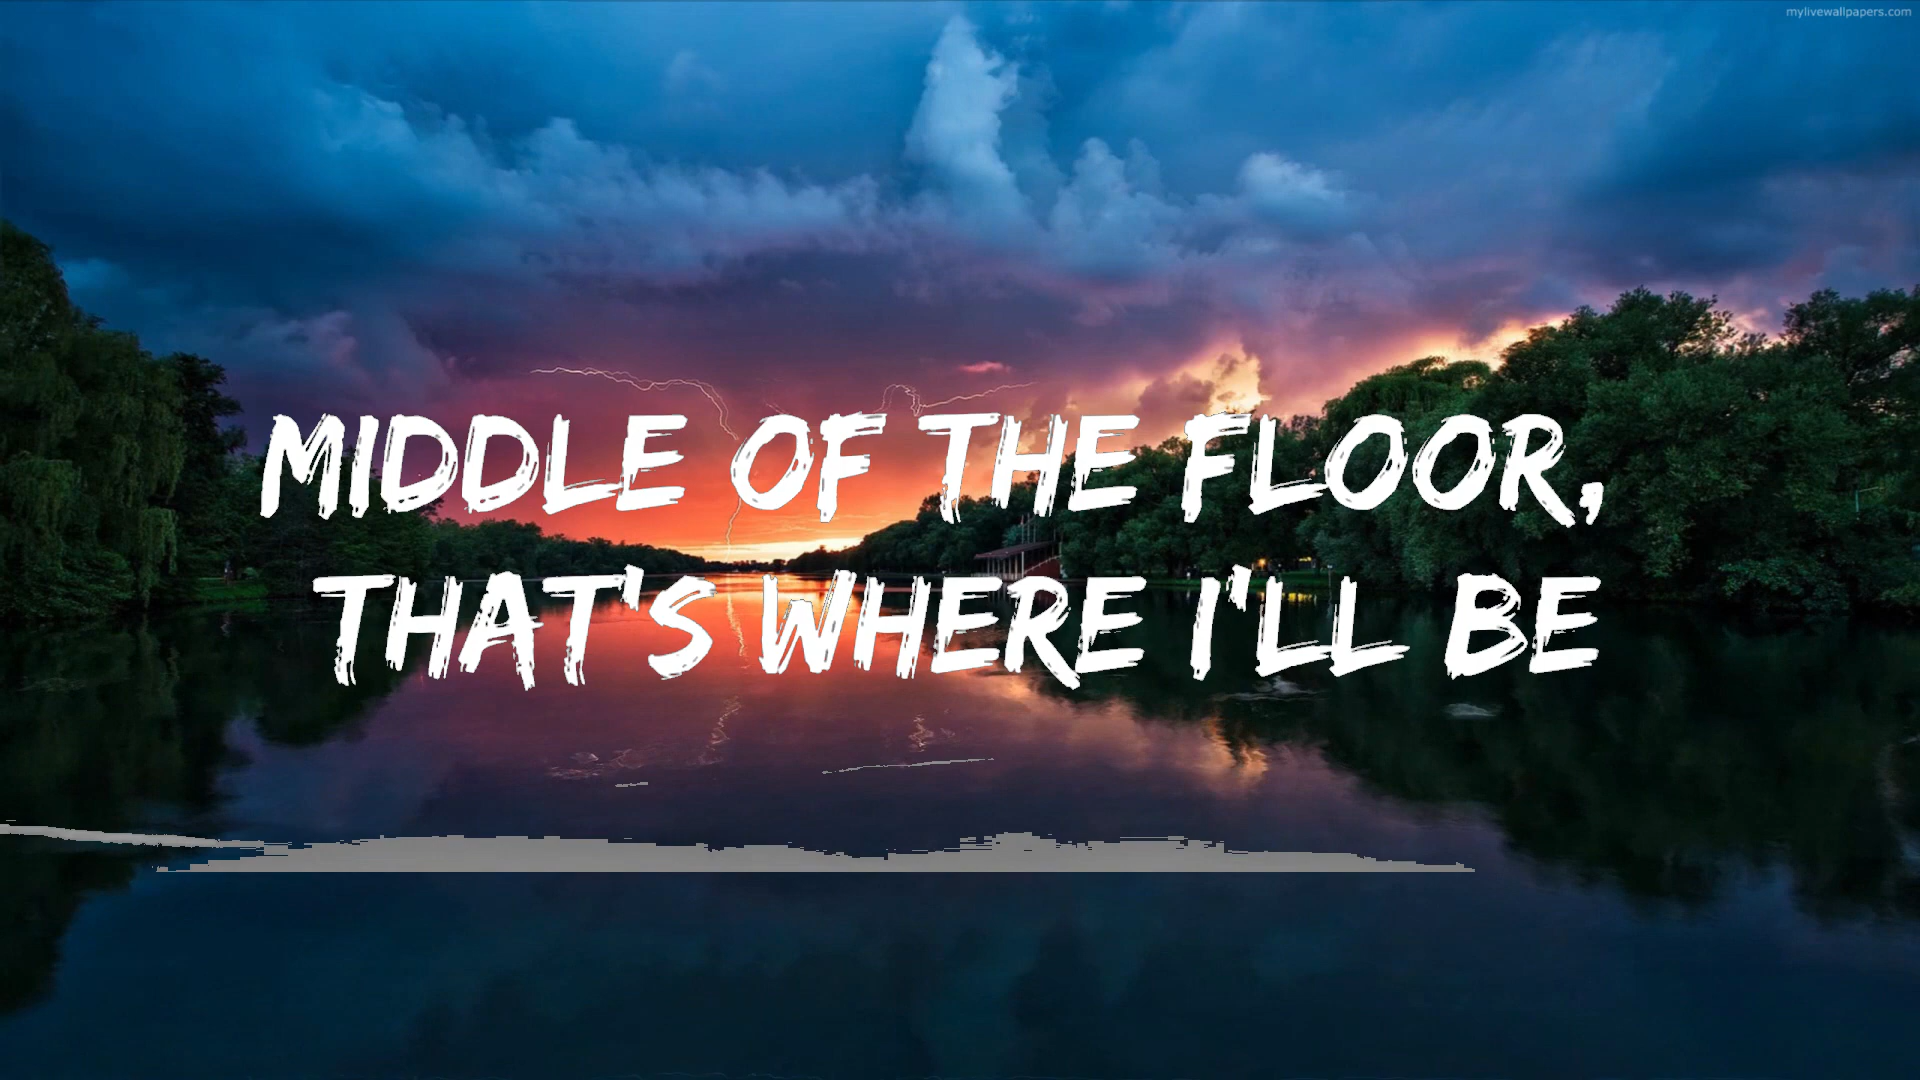 mylivewallpapers.com
MIDDLE OF THE FLOOR,
THAT'S WHERE I'LL BE